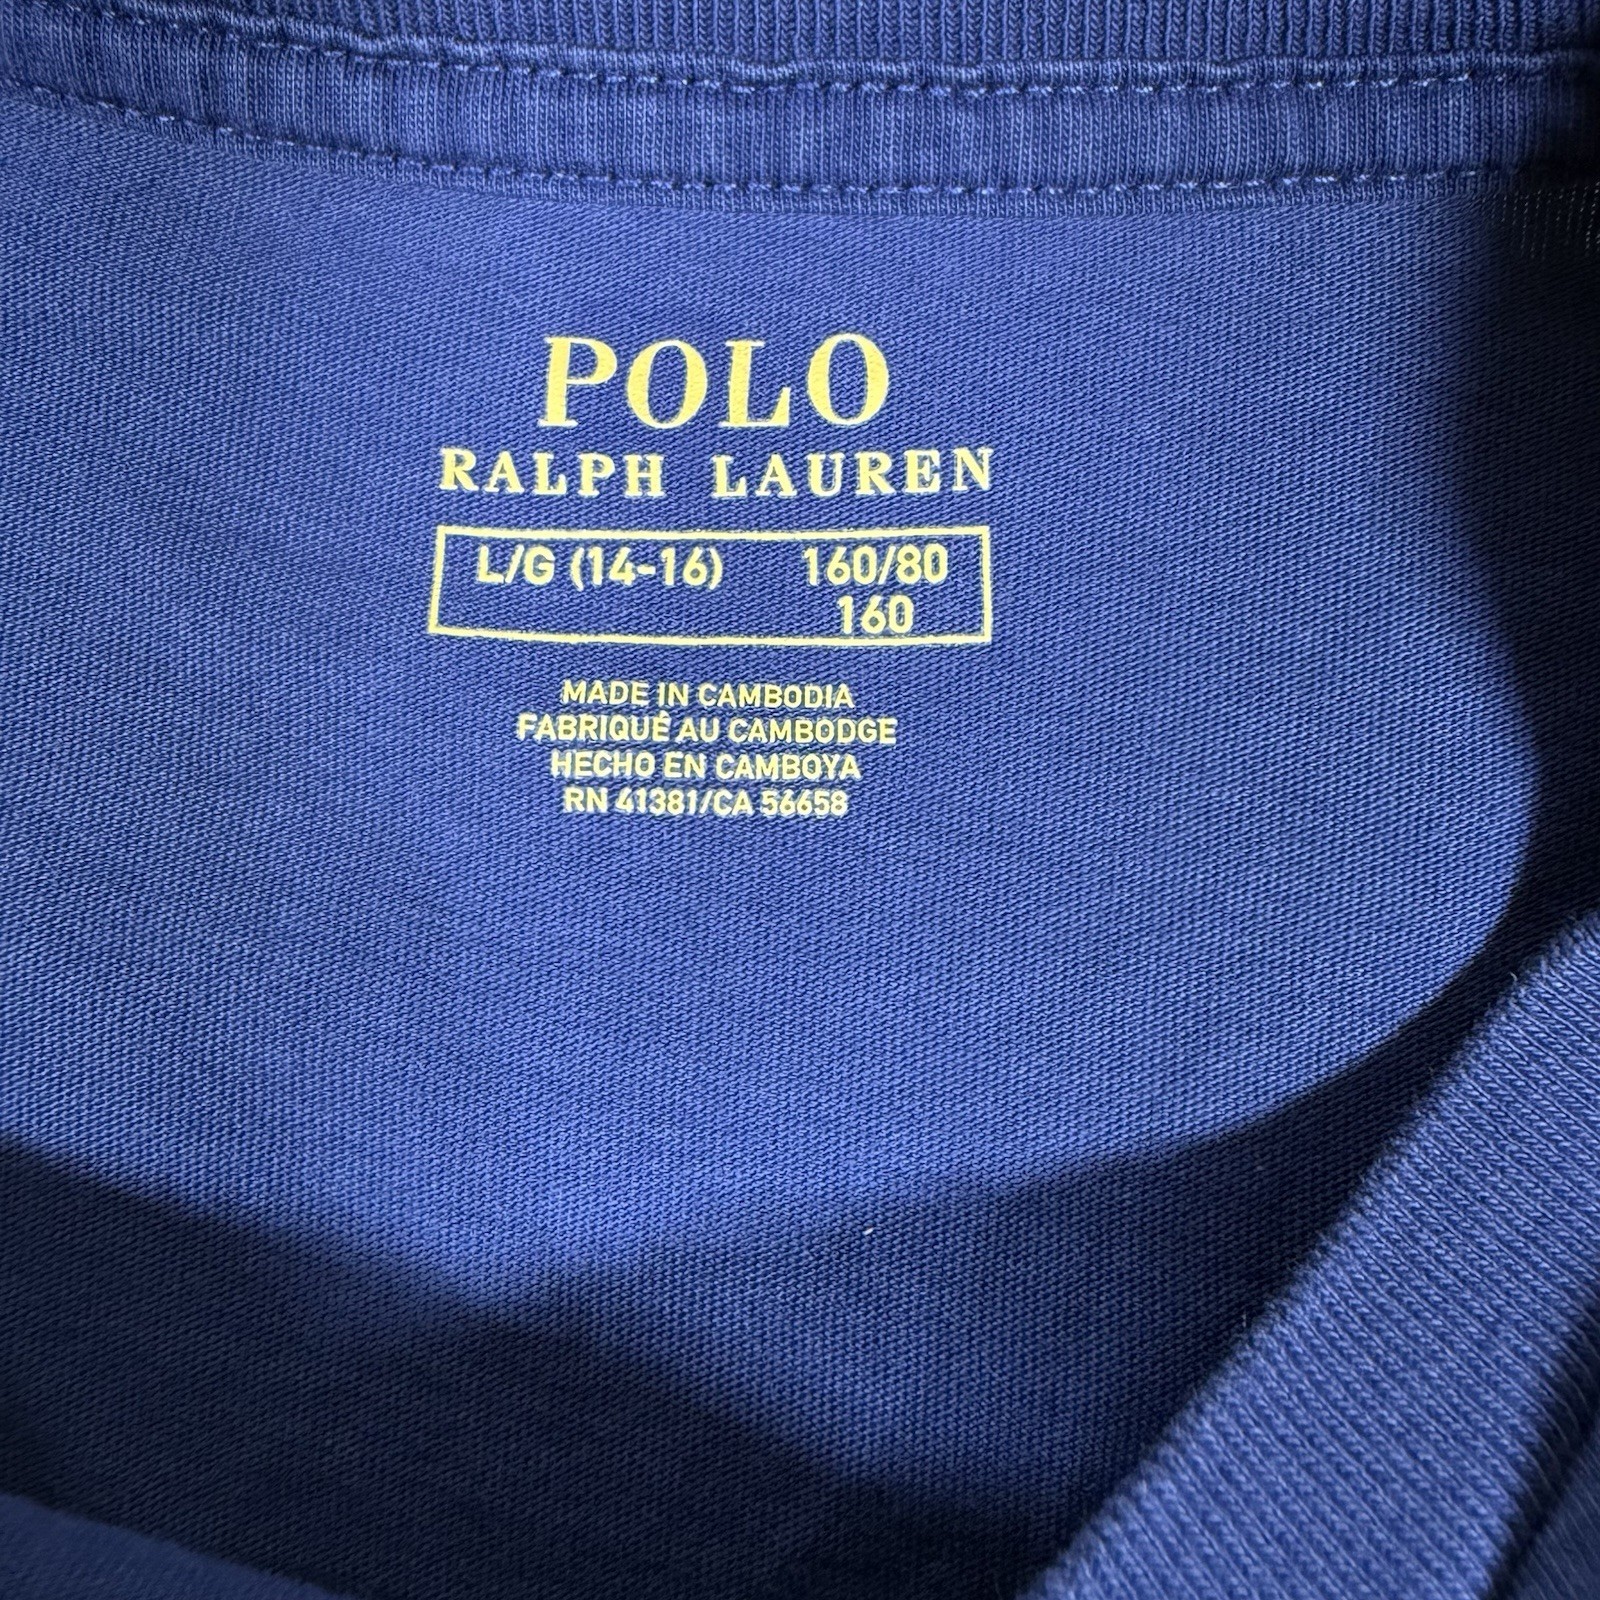 POLO
RALPH LAUREN
L/G (14-16) 160/80
160
MADE IN CAMBODIA
FABRIQUÉ AU CAMBODGE
HECHO EN CAMBOYA
RN 41381/CA 56658